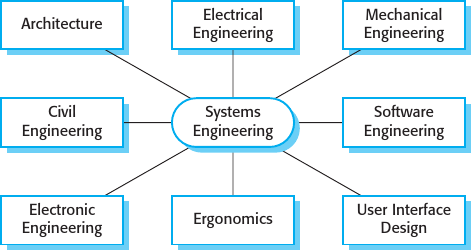 Architecture
Electrical
Engineering
Mechanical
Engineering
Civil
Engineering
Systems
Engineering
Software
Engineering
Electronic
Engineering
Ergonomics
User Interface
Design